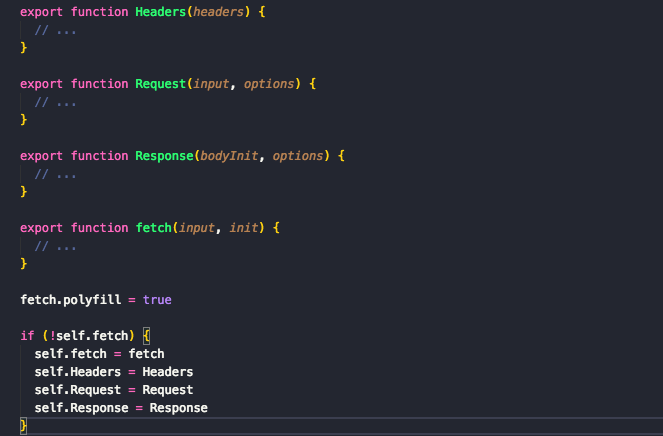 export function Headers(headers) {
  // ...
}

export function Request(input, options) {
  // ...
}

export function Response(bodyInit, options) {
  // ...
}

export function fetch(input, init) {
  // ...
}

fetch.polyfill = true

if (!self.fetch) {
  self.fetch = fetch
  self.Headers = Headers
  self.Request = Request
  self.Response = Response
}